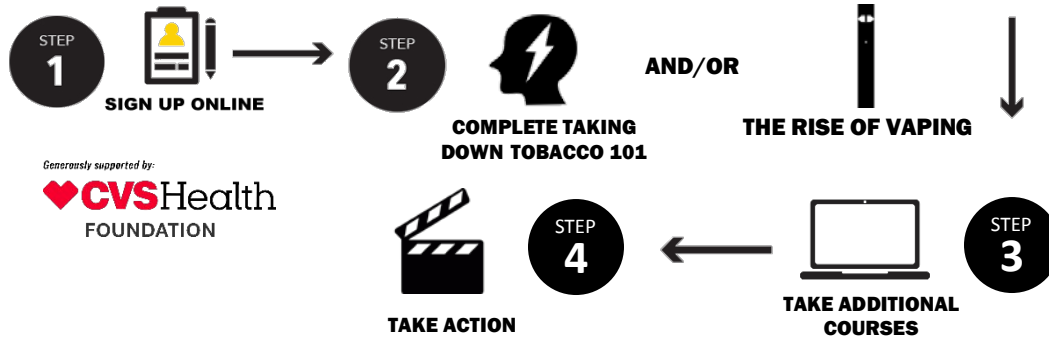 STEP
1
SIGN UP ONLINE
STEP
2
COMPLETE TAKING
DOWN TOBACCO 101
AND/OR
THE RISE OF VAPING
STEP
3
TAKE ADDITIONAL
COURSES
STEP
4
TAKE ACTION
Generously supported by:
CVSHealth
FOUNDATION